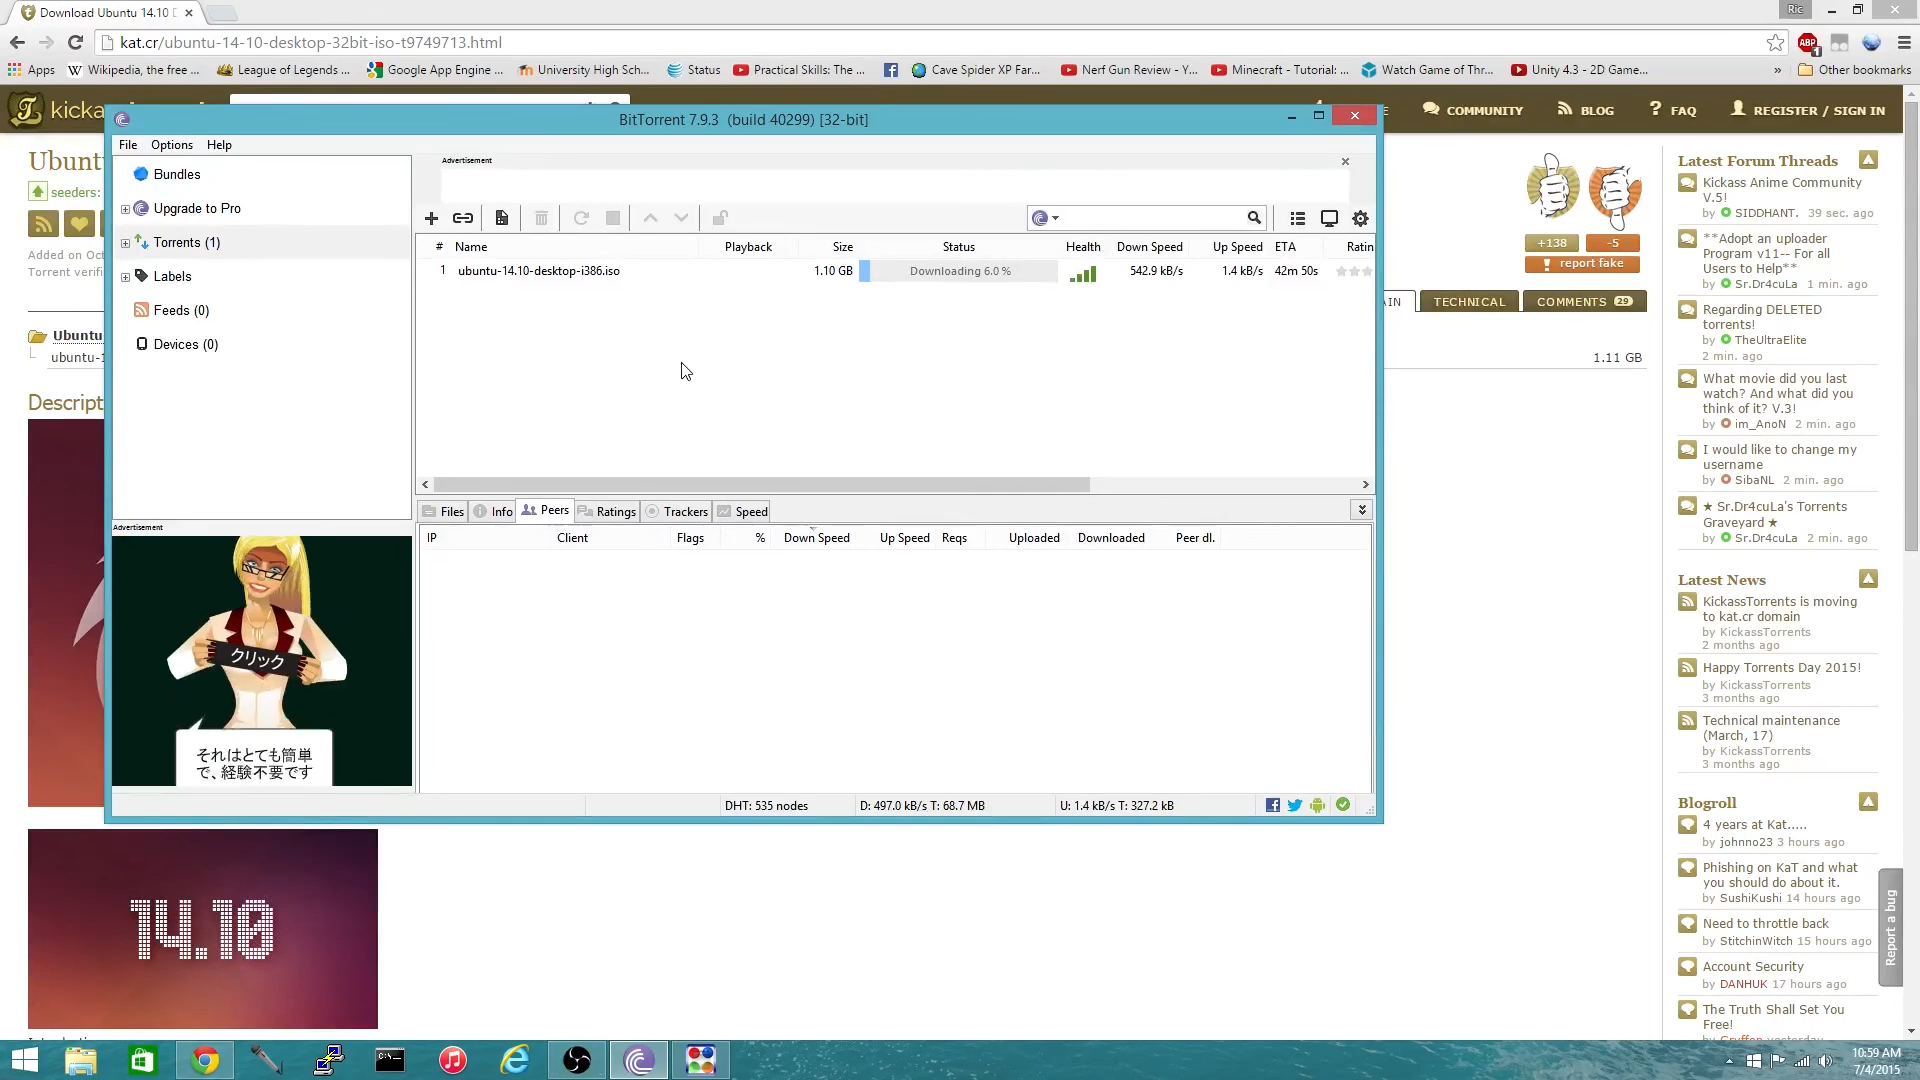 Download Ubuntu 14.10
Ric
kat.cr/ubuntu-14-10-desktop-32bit-iso-t9749713.html
ABP
1
Apps
W Wikipedia, the free ...
League of Legends ...
Google App Engine ...
University High Sch...
Status
Practical Skills: The ...
Cave Spider XP Far...
Nerf Gun Review - Y...
Minecraft - Tutorial: ...
Watch Game of Thr...
Unity 4.3 - 2D Game...
»
Other bookmarks
kicka
COMMUNITY
BLOG
? FAQ
REGISTER / SIGN IN
BitTorrent 7.9.3 (build 40299) [32-bit]
File Options Help
Bundles
Upgrade to Pro
Torrents (1)
Labels
Feeds (0)
Devices (0)
Advertisement
# Name Playback Size Status Health Down Speed Up Speed ETA Ratin
1 ubuntu-14.10-desktop-i386.iso 1.10 GB Downloading 6.0 % 542.9 kB/s 1.4 kB/s 42m 50s
Files Info Peers Ratings Trackers Speed
IP Client Flags % Down Speed Up Speed Reqs Uploaded Downloaded Peer dl.
Advertisement
クリック
それはとても簡単
で、経験不要です
DHT: 535 nodes
D: 497.0 kB/s T: 68.7 MB
U: 1.4 kB/s T: 327.2 kB
Ubunt
seeders:
Added on Oct
Torrent verifi
Ubuntu
ubuntu-1
Descript
14.10
+138
-5
report fake
AIN
TECHNICAL
COMMENTS 29
1.11 GB
Latest Forum Threads
Kickass Anime Community
V.5!
by SIDDHANT. 39 sec. ago
**Adopt an uploader
Program v11-- For all
Users to Help**
by Sr.Dr4cuLa 1 min. ago
Regarding DELETED
torrents!
by TheUltraElite
2 min. ago
What movie did you last
watch? And what did you
think of it? V.3!
by im_AnoN 2 min. ago
I would like to change my
username
by SibaNL 2 min. ago
★ Sr.Dr4cuLa's Torrents
Graveyard ★
by Sr.Dr4cuLa 2 min. ago
Latest News
KickassTorrents is moving
to kat.cr domain
by KickassTorrents
2 months ago
Happy Torrents Day 2015!
by KickassTorrents
3 months ago
Technical maintenance
(March, 17)
by KickassTorrents
3 months ago
Blogroll
4 years at Kat.....
by johnno23 3 hours ago
Phishing on KaT and what
you should do about it.
by SushiKushi 14 hours ago
Need to throttle back
by StitchinWitch 15 hours ago
Account Security
by DANHUK 17 hours ago
The Truth Shall Set You
Free!
Report a bug
10:59 AM
7/4/2015